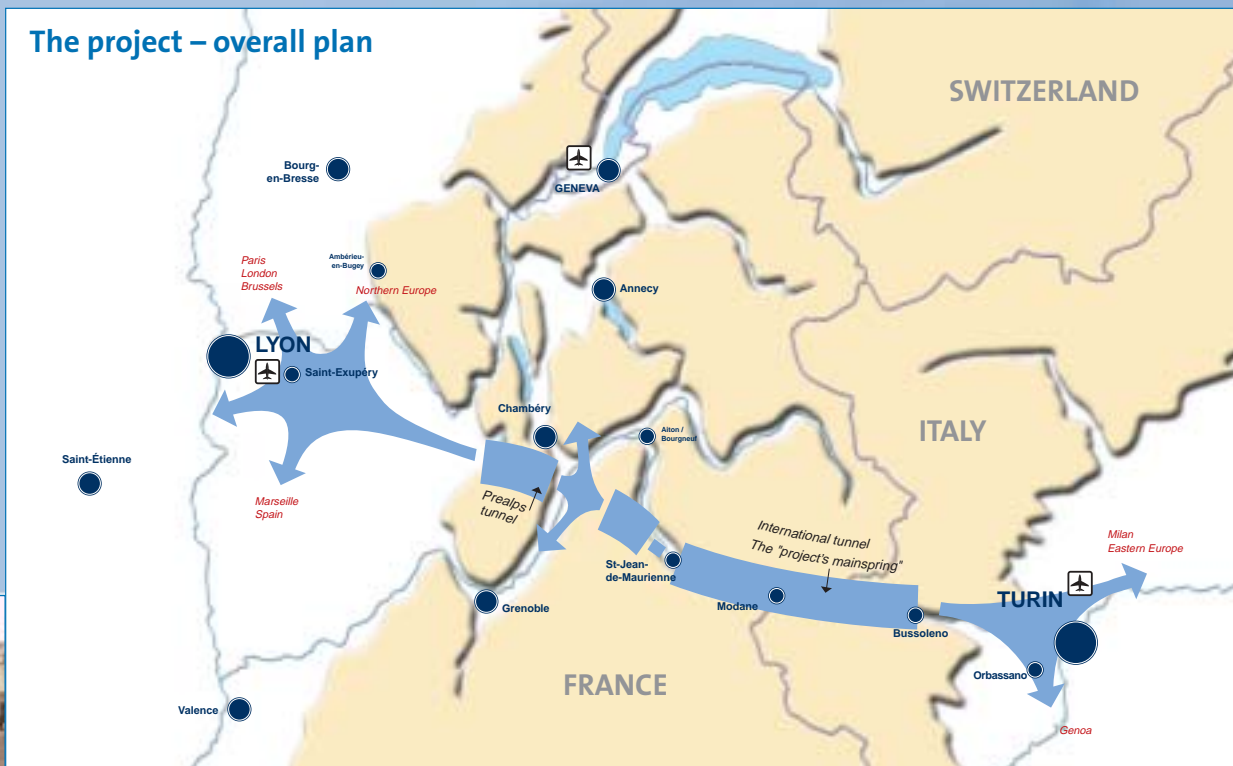 The project – overall plan
SWITZERLAND
Bourg-
en-Bresse
GENEVA
Paris
London
Brussels
Ambérieu-
en-Bugey
Northern Europe
Annecy
LYON
Saint-Exupéry
Chambéry
Aiton /
Bourgneuf
ITALY
Saint-Étienne
Marseille
Spain
Prealps
tunnel
International tunnel
The "project's mainspring"
Milan
Eastern Europe
St-Jean-
de-Maurienne
Modane
TURIN
Grenoble
Bussoleno
FRANCE
Orbassano
Valence
Genoa